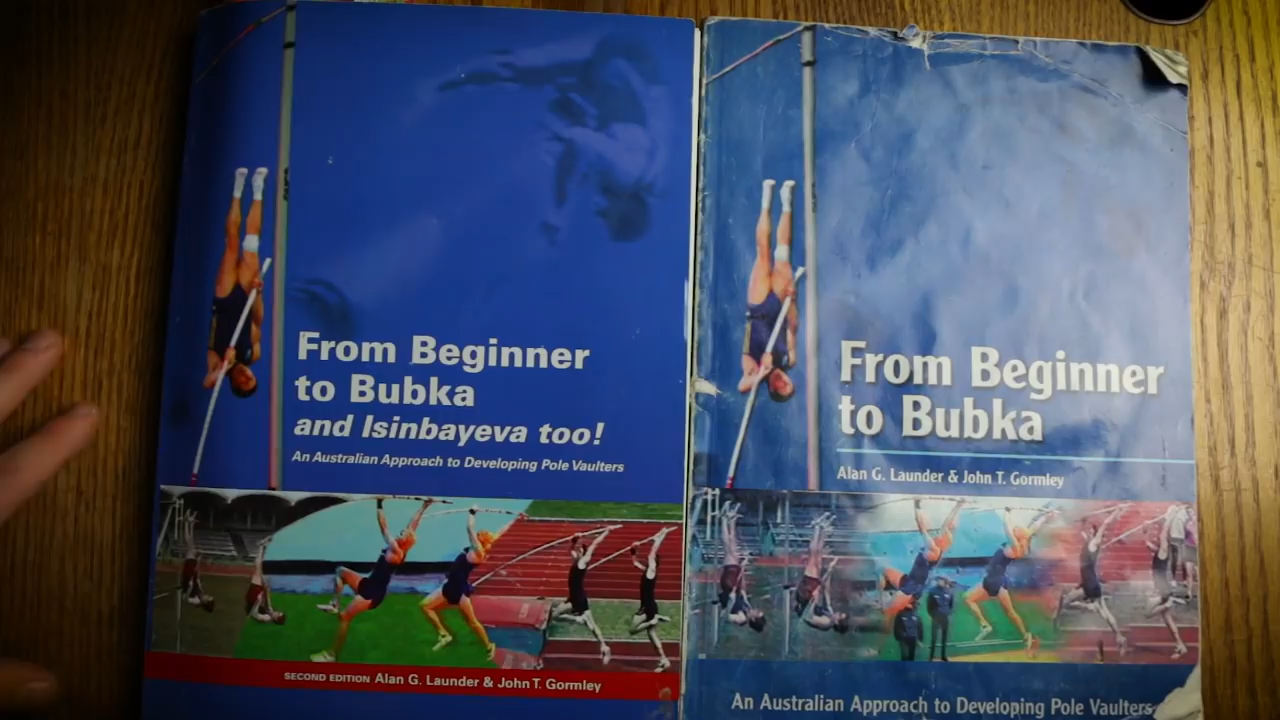 From Beginner
to Bubka
and Isinbayeva too!
An Australian Approach to Developing Pole Vaulters
SECOND EDITION Alan G. Launder & John T. Gormley
From Beginner
to Bubka
Alan G. Launder & John T. Gormley
An Australian Approach to Developing Pole Vaulters